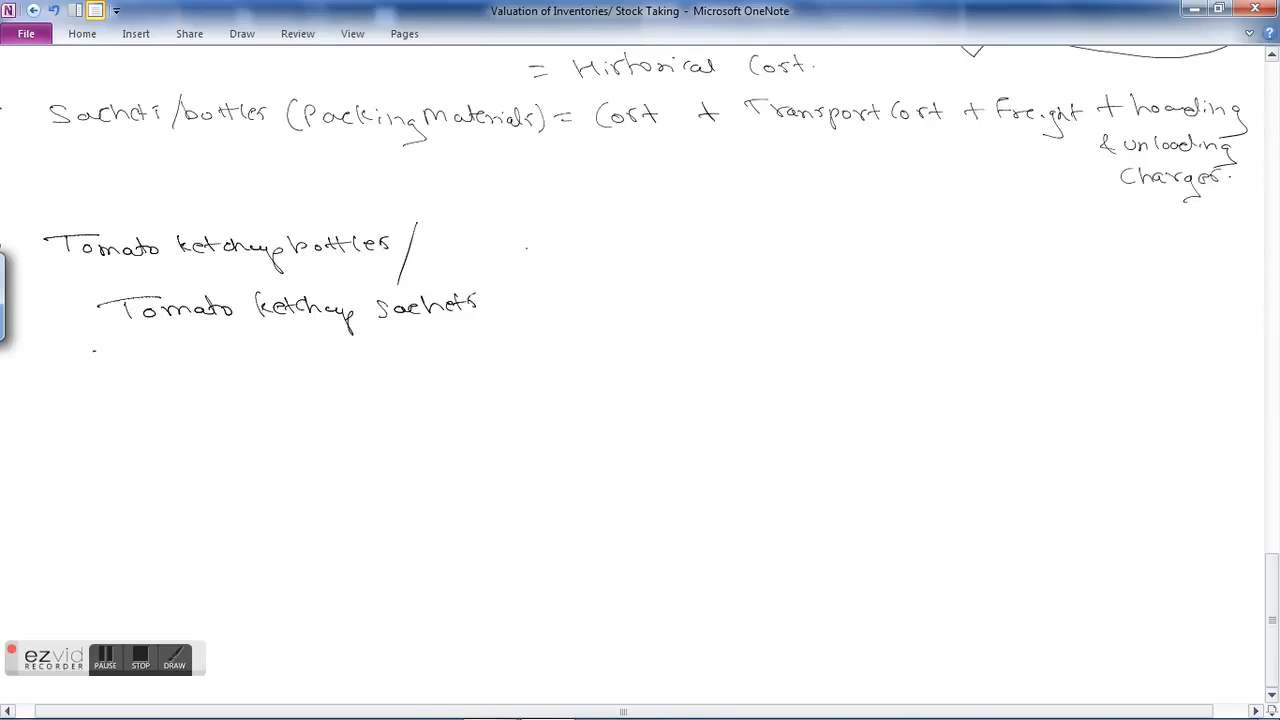 Valuation of Inventories/ Stock Taking - Microsoft OneNote
File Home Insert Share Draw Review View Pages
= Historical Cost.
Sachets/bottles (Packing Materials) = Cost + Transport Cost + Freight + loading
& unloading
Charges.
Tomato ketchup bottles/
Tomato ketchup sachets
ezvid
RECORDER
PAUSE STOP DRAW